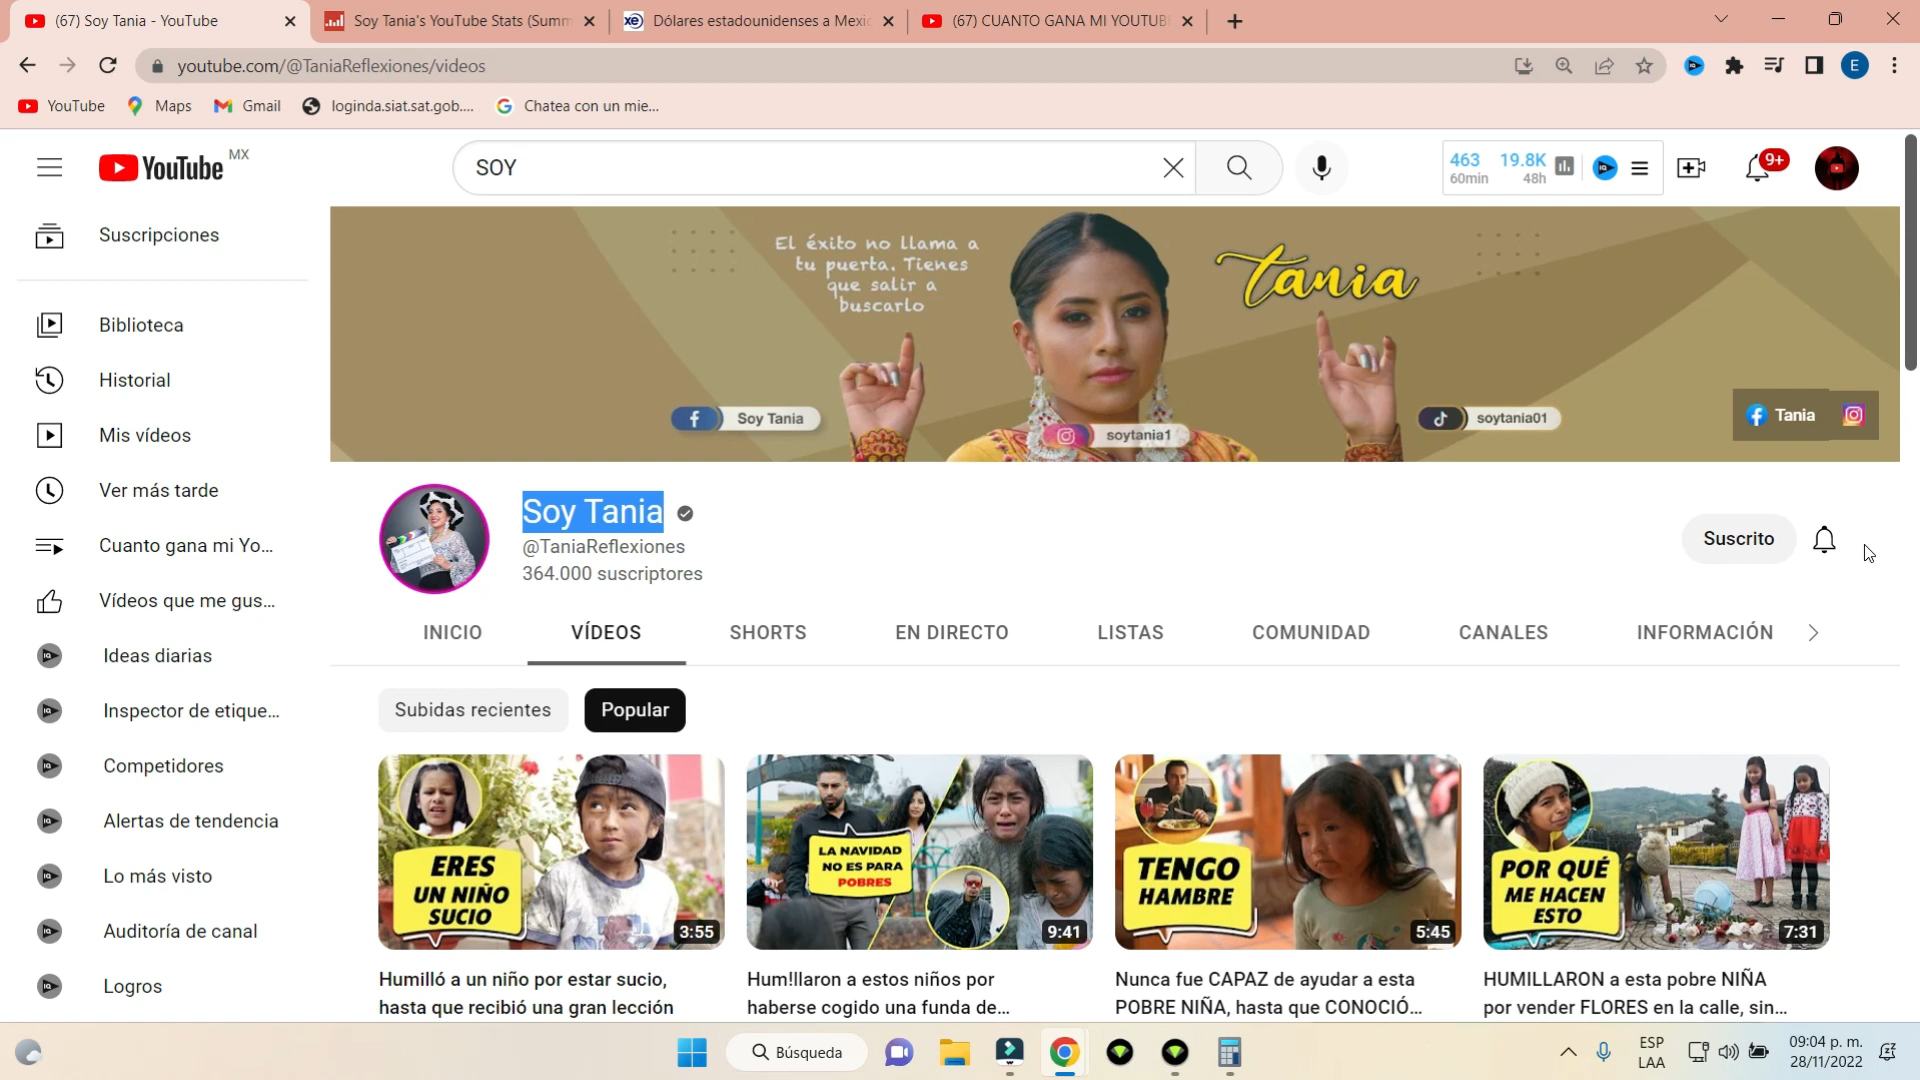 (67) Soy Tania - YouTube
Soy Tania's YouTube Stats (Summ
Dólares estadounidenses a Mexic
(67) CUANTO GANA MI YOUTUB
youtube.com/@TaniaReflexiones/videos
E
YouTube
Maps
Gmail
loginda.siat.sat.gob....
Chatea con un mie...
YouTube MX
SOY
463
60min
19.8K
48h
9+
Suscripciones
Biblioteca
Historial
Mis vídeos
Ver más tarde
Cuanto gana mi Yo...
Vídeos que me gus...
Ideas diarias
Inspector de etique...
Competidores
Alertas de tendencia
Lo más visto
Auditoría de canal
Logros
El éxito no llama a
tu puerta. Tienes
que salir a
buscarlo
tania
Soy Tania
soytania1
soytania01
Tania
Soy Tania
@TaniaReflexiones
364.000 suscriptores
Suscrito
INICIO
VÍDEOS
SHORTS
EN DIRECTO
LISTAS
COMUNIDAD
CANALES
INFORMACIÓN
Subidas recientes
Popular
ERES
UN NIÑO
SUCIO
3:55
LA NAVIDAD
NO ES PARA
POBRES
9:41
TENGO
HAMBRE
5:45
POR QUÉ
ME HACEN
ESTO
7:31
Humilló a un niño por estar sucio,
hasta que recibió una gran lección
Hum!llaron a estos niños por
haberse cogido una funda de...
Nunca fue CAPAZ de ayudar a esta
POBRE NIÑA, hasta que CONOCIÓ...
HUMILLARON a esta pobre NIÑA
por vender FLORES en la calle, sin...
Búsqueda
ESP
LAA
09:04 p. m.
28/11/2022